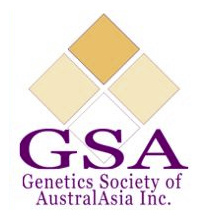 GSA
Genetics Society of
AustralAsia Inc.